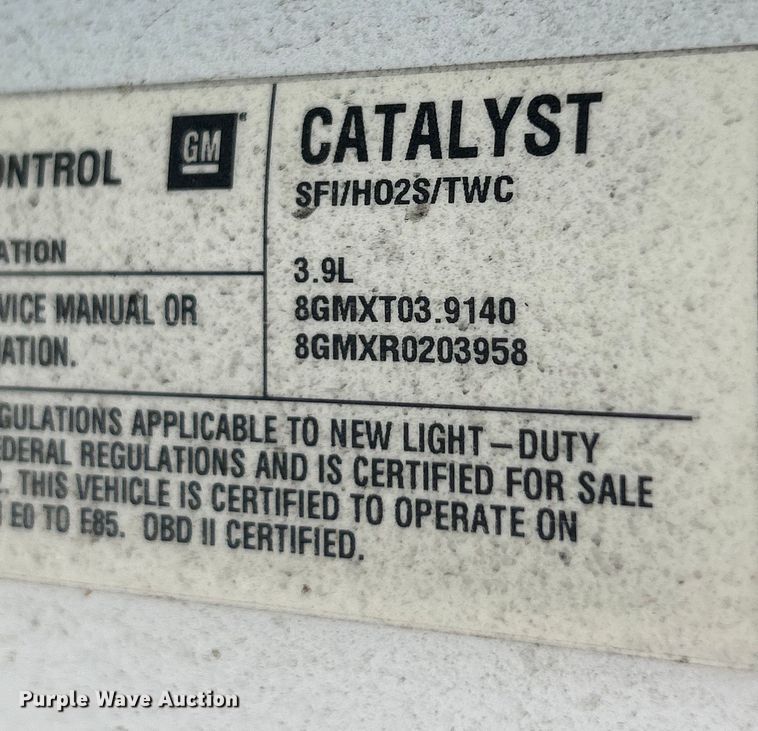 ONTROL
GM
ATION
VICE MANUAL OR
ATION.
CATALYST
SFI/HO2S/TWC
3.9L
8GMXT03.9140
8GMXR0203958
GULATIONS APPLICABLE TO NEW LIGHT–DUTY
DERAL REGULATIONS AND IS CERTIFIED FOR SALE
. THIS VEHICLE IS CERTIFIED TO OPERATE ON
E0 TO E85. OBD II CERTIFIED.
Purple Wave Auction